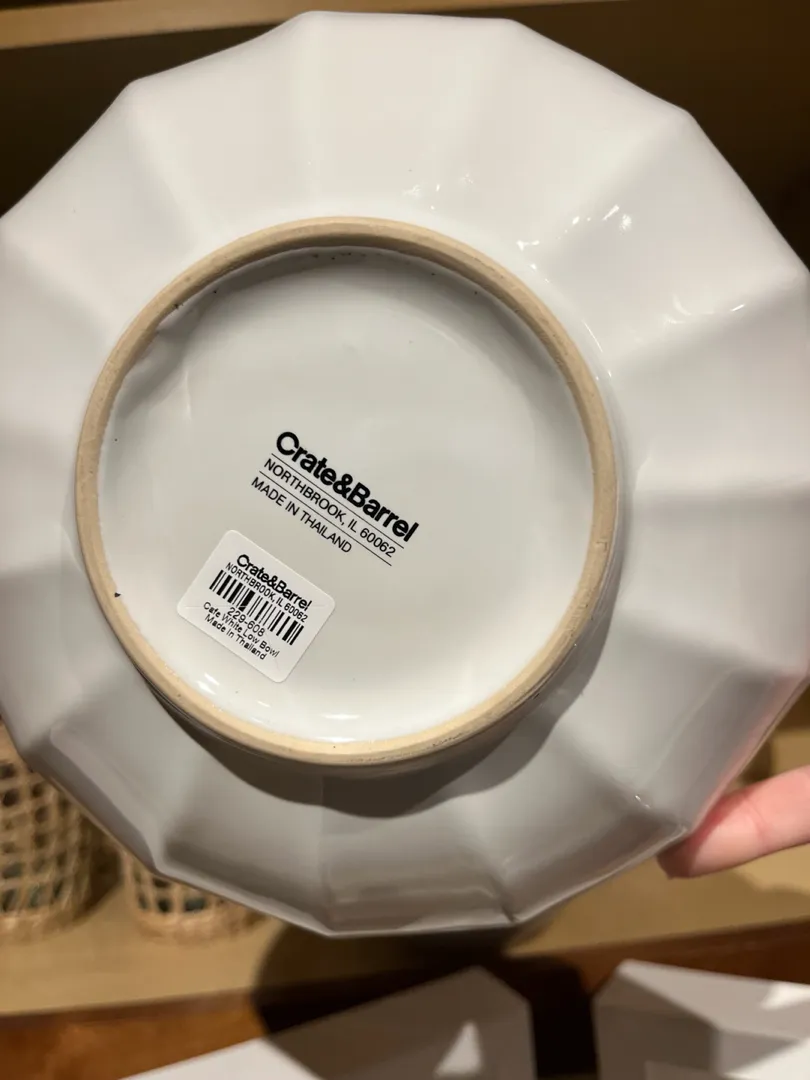 Crate&Barrel
NORTHBROOK, IL 60062
MADE IN THAILAND
Crate&Barrel
NORTHBROOK, IL 60062
229-608
Cafe White Low Bowl
Made In Thailand